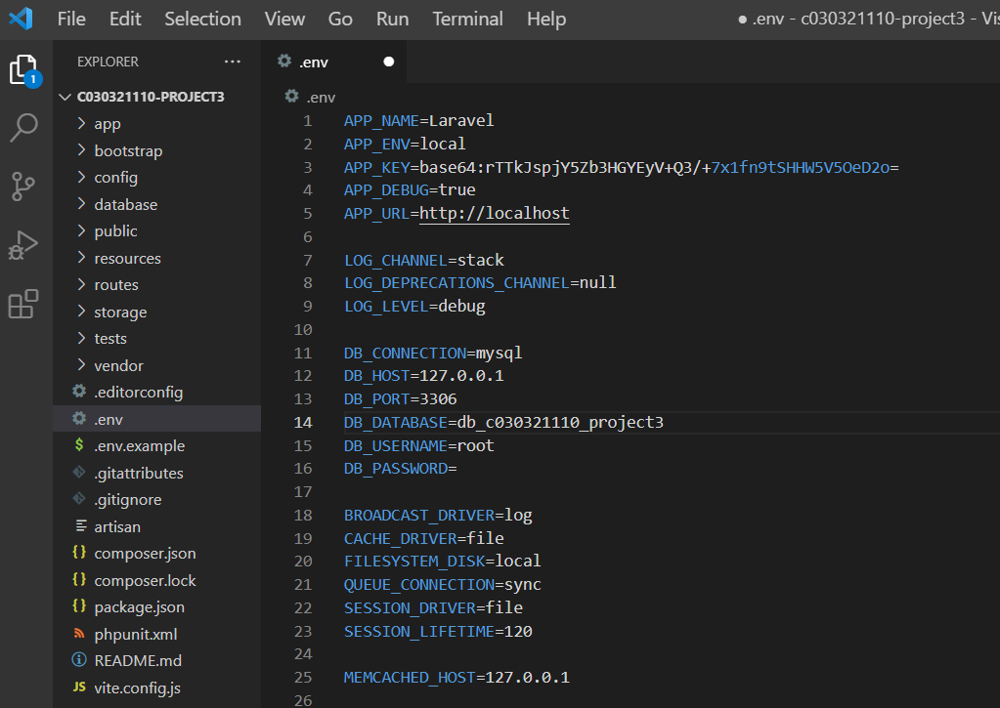 File Edit Selection View Go Run Terminal Help ● .env - c030321110-project3 - Vis
EXPLORER ...
C030321110-PROJECT3
app
bootstrap
config
database
public
resources
routes
storage
tests
vendor
.editorconfig
.env
.env.example
.gitattributes
.gitignore
artisan
composer.json
composer.lock
package.json
phpunit.xml
README.md
JS vite.config.js
1
.env
.env
1 APP_NAME=Laravel
2 APP_ENV=local
3 APP_KEY=base64:rTTkJspjY5Zb3HGYEyV+Q3/+7x1fn9tSHHW5V5OeD2o=
4 APP_DEBUG=true
5 APP_URL=http://localhost
6
7 LOG_CHANNEL=stack
8 LOG_DEPRECATIONS_CHANNEL=null
9 LOG_LEVEL=debug
10
11 DB_CONNECTION=mysql
12 DB_HOST=127.0.0.1
13 DB_PORT=3306
14 DB_DATABASE=db_c030321110_project3
15 DB_USERNAME=root
16 DB_PASSWORD=
17
18 BROADCAST_DRIVER=log
19 CACHE_DRIVER=file
20 FILESYSTEM_DISK=local
21 QUEUE_CONNECTION=sync
22 SESSION_DRIVER=file
23 SESSION_LIFETIME=120
24
25 MEMCACHED_HOST=127.0.0.1
26